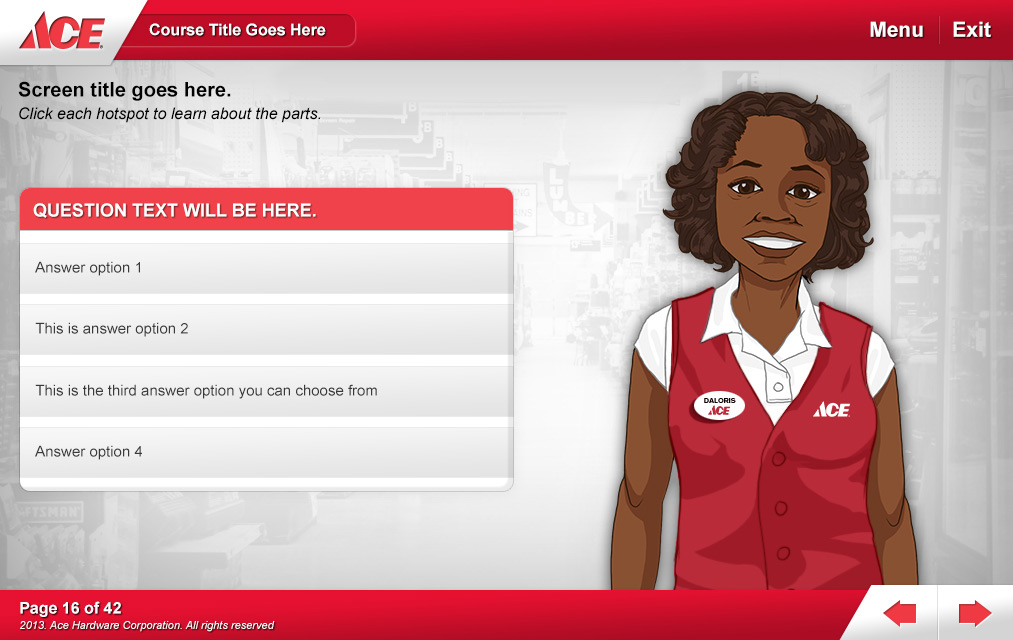 ACE
Course Title Goes Here
Menu
Exit
Screen title goes here.
Click each hotspot to learn about the parts.
QUESTION TEXT WILL BE HERE.
Answer option 1
This is answer option 2
This is the third answer option you can choose from
Answer option 4
DALORIS
ACE
ACE
Page 16 of 42
2013. Ace Hardware Corporation. All rights reserved